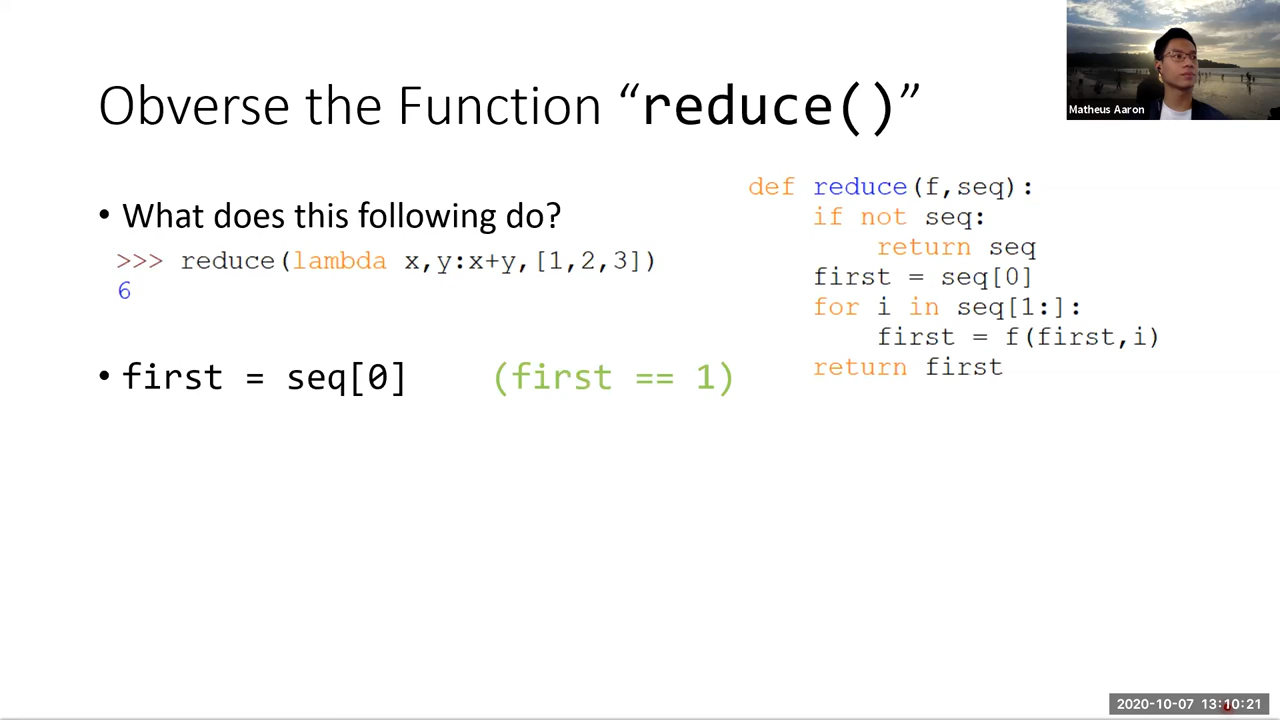 Obverse the Function “reduce()”
Matheus Aaron
• What does this following do?
>>> reduce(lambda x,y:x+y,[1,2,3])
6
• first = seq[0] (first == 1)
def reduce(f,seq):
    if not seq:
        return seq
    first = seq[0]
    for i in seq[1:]:
        first = f(first,i)
    return first
2020-10-07 13:10:21